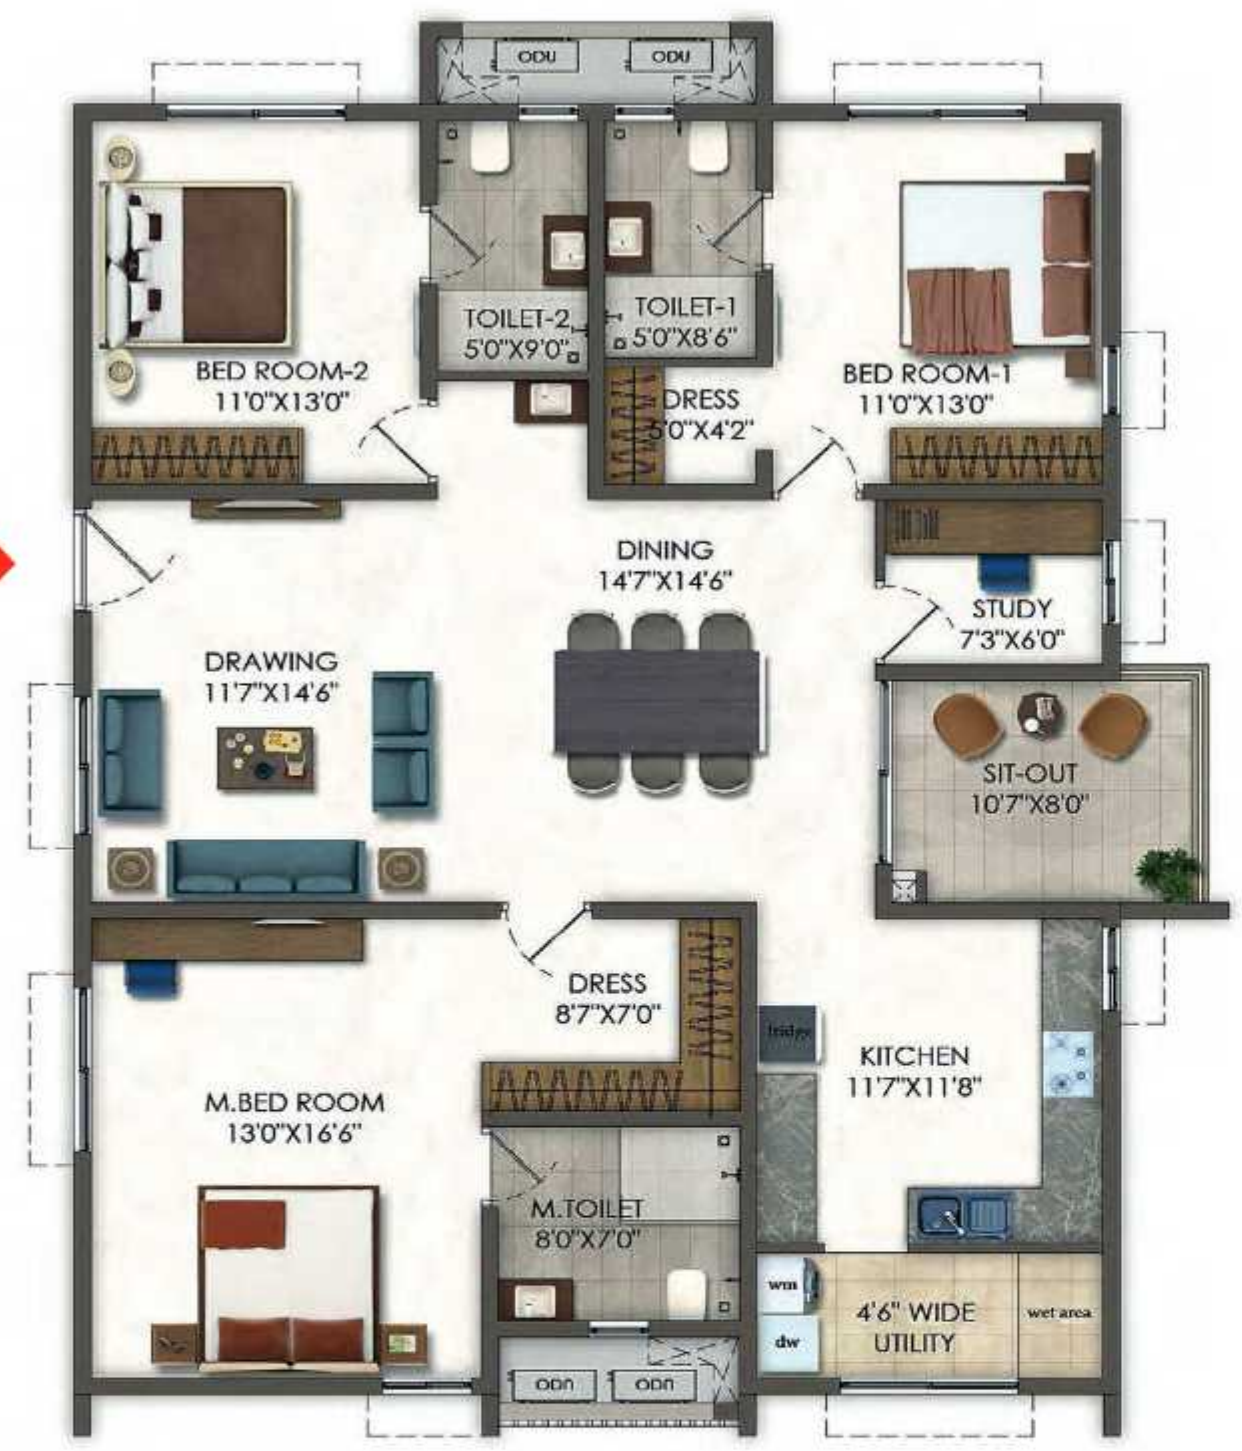 ODU
ODU
TOILET-2
5'0"X9'0"
TOILET-1
5'0"X8'6"
BED ROOM-2
11'0"X13'0"
DRESS
5'0"X4'2"
BED ROOM-1
11'0"X13'0"
DINING
14'7"X14'6"
STUDY
7'3"X6'0"
DRAWING
11'7"X14'6"
SIT-OUT
10'7"X8'0"
DRESS
8'7"X7'0"
fridge
KITCHEN
11'7"X11'8"
M.BED ROOM
13'0"X16'6"
M.TOILET
8'0"X7'0"
wm
dw
4'6" WIDE
UTILITY
wet area
ODU
ODU